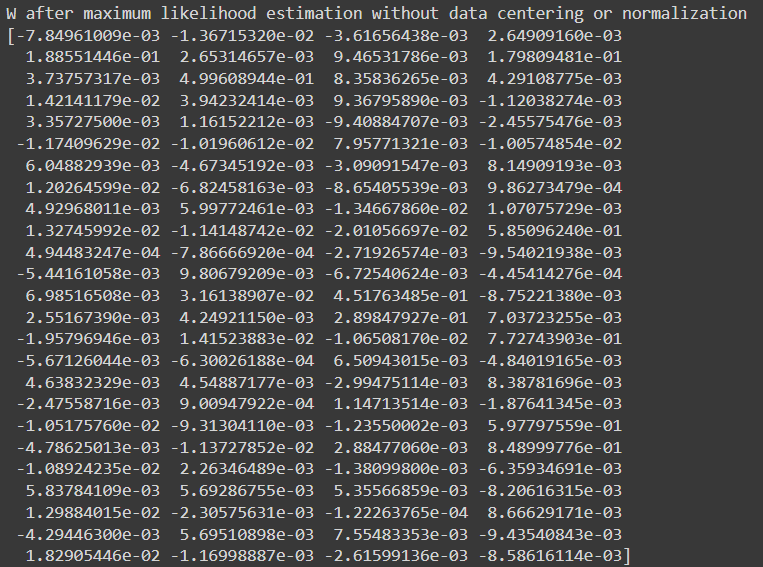 W after maximum likelihood estimation without data centering or normalization
[-7.84961009e-03 -1.36715320e-02 -3.61656438e-03  2.64909160e-03
  1.88551446e-01  2.65314657e-03  9.46531786e-03  1.79809481e-01
  3.73757317e-03  4.99608944e-01  8.35836265e-03  4.29108775e-03
  1.42141179e-02  3.94232414e-03  9.36795890e-03 -1.12038274e-03
  3.35727500e-03  1.16152212e-03 -9.40884707e-03 -2.45575476e-03
 -1.17409629e-02 -1.01960612e-02  7.95771321e-03 -1.00574854e-02
  6.04882939e-03 -4.67345192e-03 -3.09091547e-03  8.14909193e-03
  1.20264599e-02 -6.82458163e-03 -8.65405539e-03  9.86273479e-04
  4.92968011e-03  5.99772461e-03 -1.34667860e-02  1.07075729e-03
  1.32745992e-02 -1.14148742e-02 -2.01056697e-02  5.85096240e-01
  4.94483247e-04 -7.86666920e-04 -2.71926574e-03 -9.54021938e-03
 -5.44161058e-03  9.80679209e-03 -6.72540624e-03 -4.45414276e-04
  6.98516508e-03  3.16138907e-02  4.51763485e-01 -8.75221380e-03
  2.55167390e-03  4.24921150e-03  2.89847927e-01  7.03723255e-03
 -1.95796946e-03  1.41523883e-02 -1.06508170e-02  7.72743903e-01
 -5.67126044e-03 -6.30026188e-04  6.50943015e-03 -4.84019165e-03
  4.63832329e-03  4.54887177e-03 -2.99475114e-03  8.38781696e-03
 -2.47558716e-03  9.00947922e-04  1.14713514e-03 -1.87641345e-03
 -1.05175760e-02 -9.31304110e-03 -1.23550002e-03  5.97797559e-01
 -4.78625013e-03 -1.13727852e-02  2.88477060e-03  8.48999776e-01
 -1.08924235e-02  2.26346489e-03 -1.38099800e-03 -6.35934691e-03
  5.83784109e-03  5.69286755e-03  5.35566859e-03 -8.20616315e-03
  1.29884015e-02 -2.30575631e-03 -1.22263765e-04  8.66629171e-03
 -4.29446300e-03  5.69510898e-03  7.55483353e-03 -9.43540843e-03
  1.82905446e-02 -1.16998887e-03 -2.61599136e-03 -8.58616114e-03]